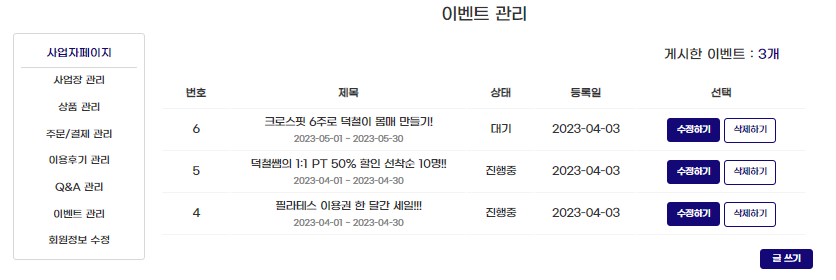 이벤트 관리
사업자페이지
사업장 관리
상품 관리
주문/결제 관리
이용후기 관리
Q&A 관리
이벤트 관리
회원정보 수정
게시한 이벤트 : 3개
번호 제목 상태 등록일 선택
6 크로스핏 6주로 덕철이 몸매 만들기! 대기 2023-04-03 수정하기 삭제하기
2023-05-01 - 2023-05-30
5 덕철쌤의 1:1 PT 50% 할인 선착순 10명!! 진행중 2023-04-03 수정하기 삭제하기
2023-04-01 - 2023-04-30
4 필라테스 이용권 한 달간 세일!!! 진행중 2023-04-03 수정하기 삭제하기
2023-04-01 - 2023-04-30
글 쓰기